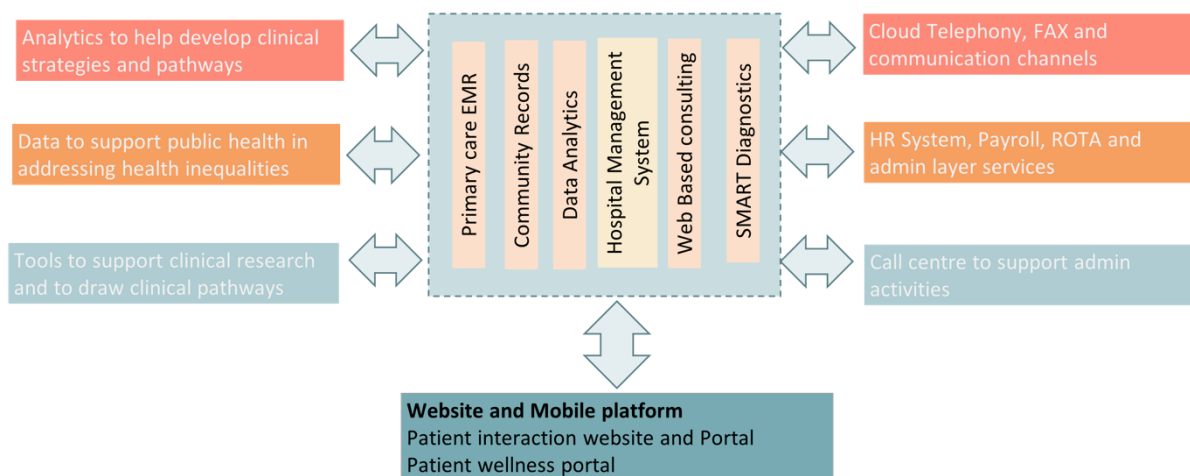 Analytics to help develop clinical
strategies and pathways
Data to support public health in
addressing health inequalities
Tools to support clinical research
and to draw clinical pathways
Primary care EMR
Community Records
Data Analytics
Hospital Management
System
Web Based consulting
SMART Diagnostics
Cloud Telephony, FAX and
communication channels
HR System, Payroll, ROTA and
admin layer services
Call centre to support admin
activities
Website and Mobile platform
Patient interaction website and Portal
Patient wellness portal